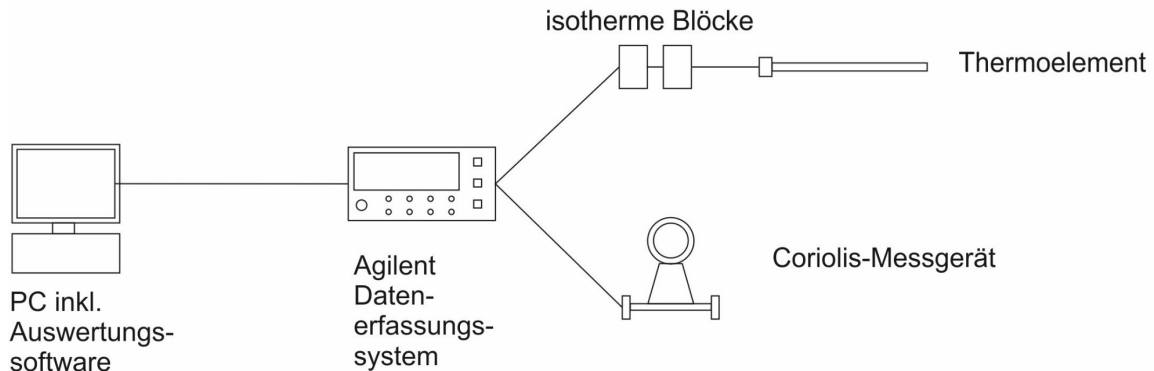 isotherme Blöcke
Thermoelement
Coriolis-Messgerät
Agilent
Daten-
erfassungs-
system
PC inkl.
Auswertungs-
software